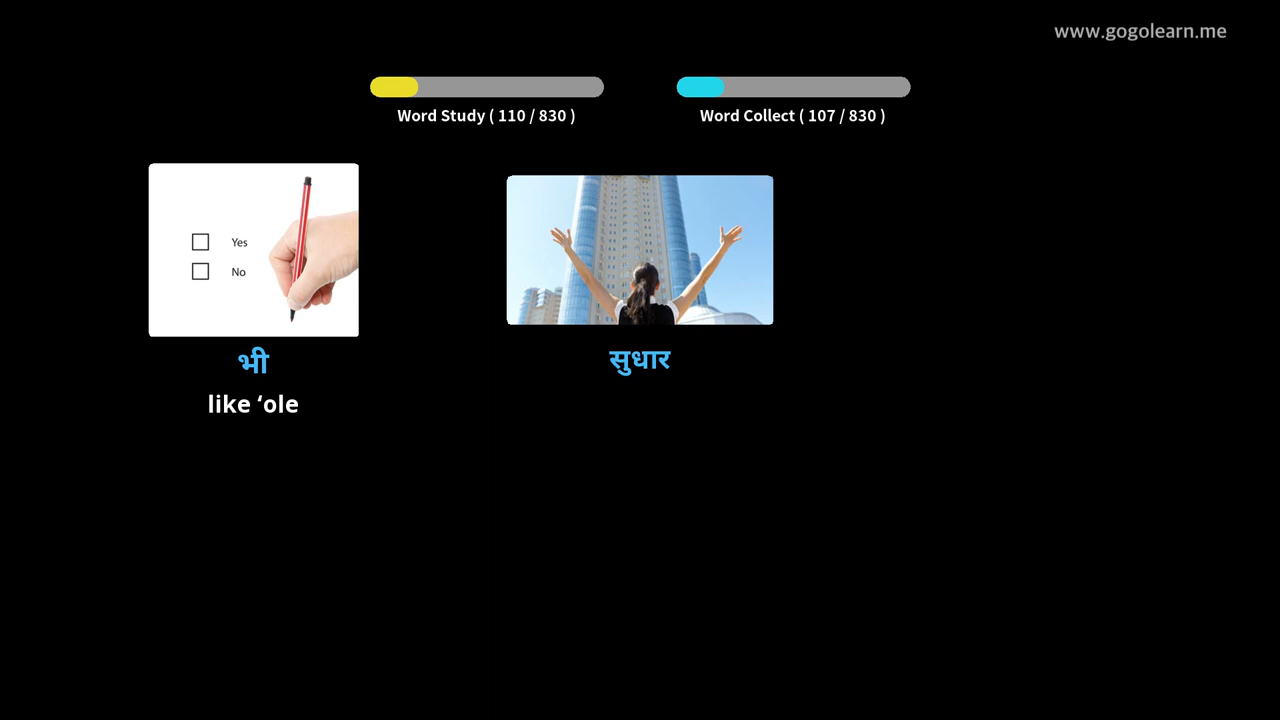 www.gogolearn.me
Word Study ( 110 / 830 )
Word Collect ( 107 / 830 )
Yes
No
भी
like ‘ole
सुधार